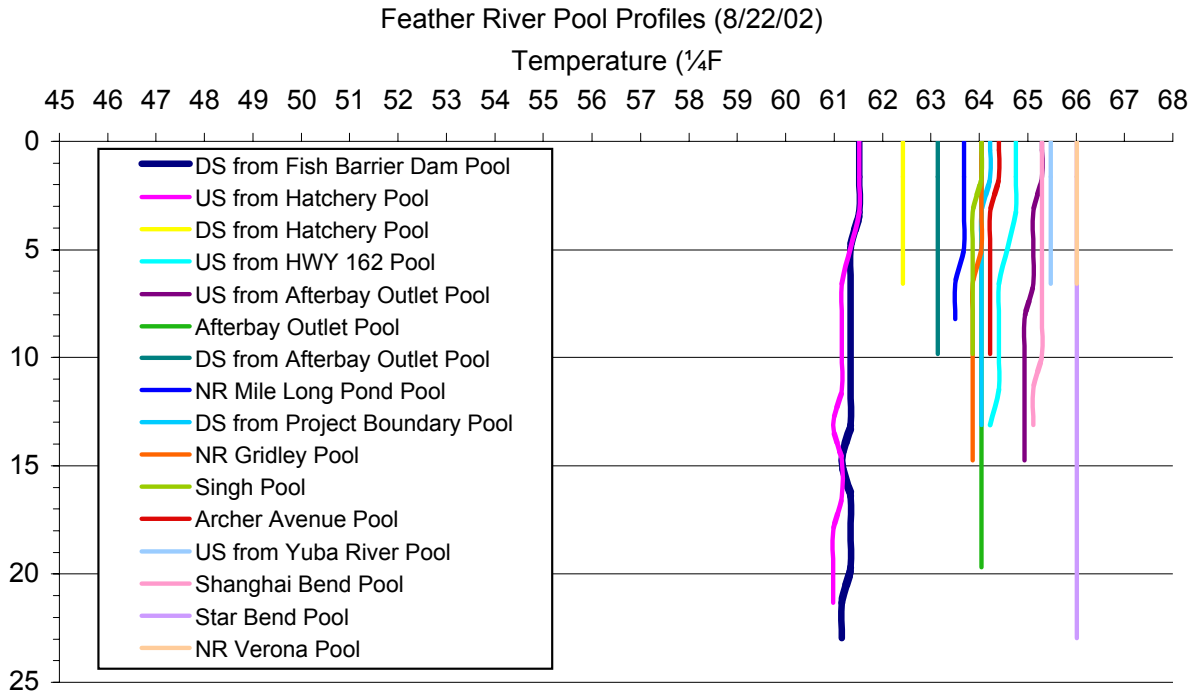 Feather River Pool Profiles (8/22/02)
Temperature (¼F
45 46 47 48 49 50 51 52 53 54 55 56 57 58 59 60 61 62 63 64 65 66 67 68
0
DS from Fish Barrier Dam Pool
US from Hatchery Pool
DS from Hatchery Pool
5
US from HWY 162 Pool
US from Afterbay Outlet Pool
Afterbay Outlet Pool
10
DS from Afterbay Outlet Pool
NR Mile Long Pond Pool
DS from Project Boundary Pool
NR Gridley Pool
15
Singh Pool
Archer Avenue Pool
US from Yuba River Pool
20
Shanghai Bend Pool
Star Bend Pool
NR Verona Pool
25